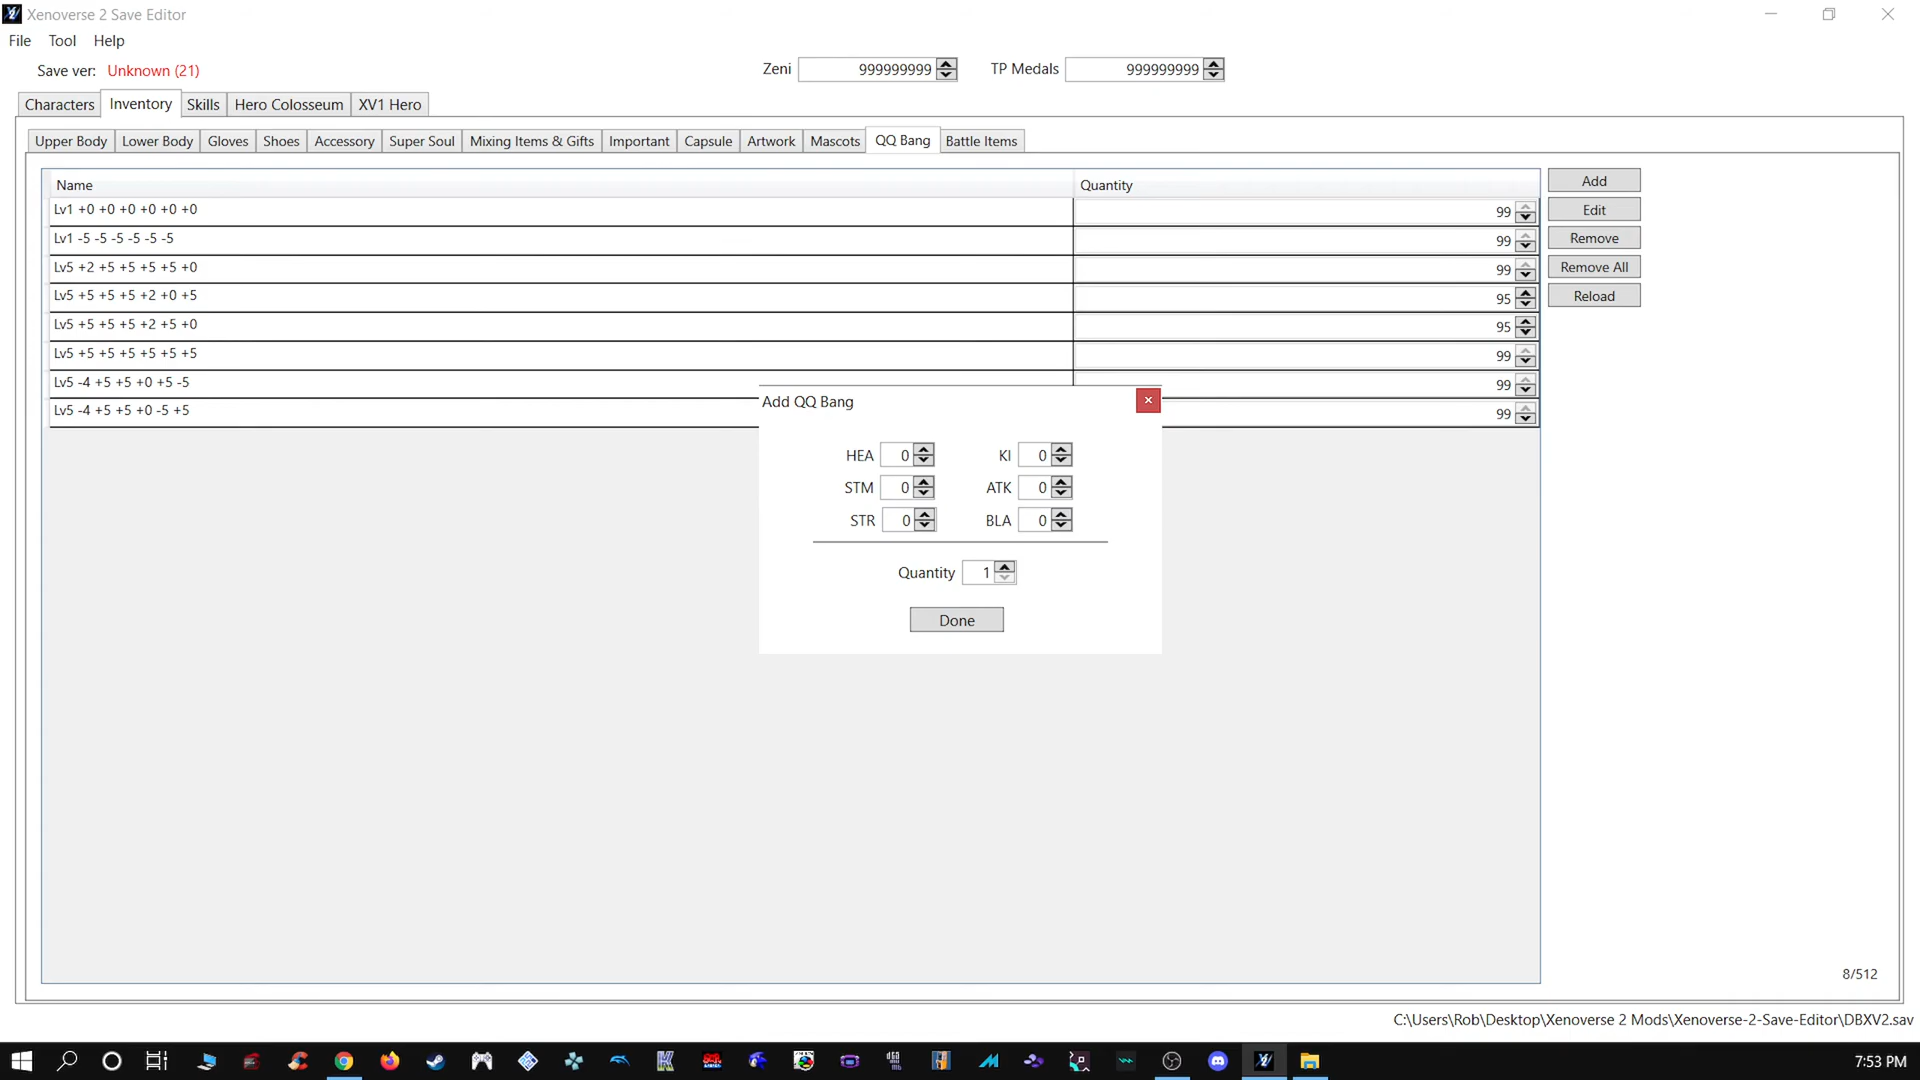 Xenoverse 2 Save Editor
File Tool Help
Save ver: Unknown (21)
Zeni 999999999 TP Medals 999999999
Characters Inventory Skills Hero Colosseum XV1 Hero
Upper Body Lower Body Gloves Shoes Accessory Super Soul Mixing Items & Gifts Important Capsule Artwork Mascots QQ Bang Battle Items
Name Quantity
Lv1 +0 +0 +0 +0 +0 +0 99
Lv1 -5 -5 -5 -5 -5 -5 99
Lv5 +2 +5 +5 +5 +5 +0 99
Lv5 +5 +5 +5 +2 +0 +5 95
Lv5 +5 +5 +5 +2 +5 +0 95
Lv5 +5 +5 +5 +5 +5 +5 99
Lv5 -4 +5 +5 +0 +5 -5 99
Lv5 -4 +5 +5 +0 -5 +5 99
Add
Edit
Remove
Remove All
Reload
Add QQ Bang
HEA 0 KI 0
STM 0 ATK 0
STR 0 BLA 0
Quantity 1
Done
8/512
C:\Users\Rob\Desktop\Xenoverse 2 Mods\Xenoverse-2-Save-Editor\DBXV2.sav
7:53 PM